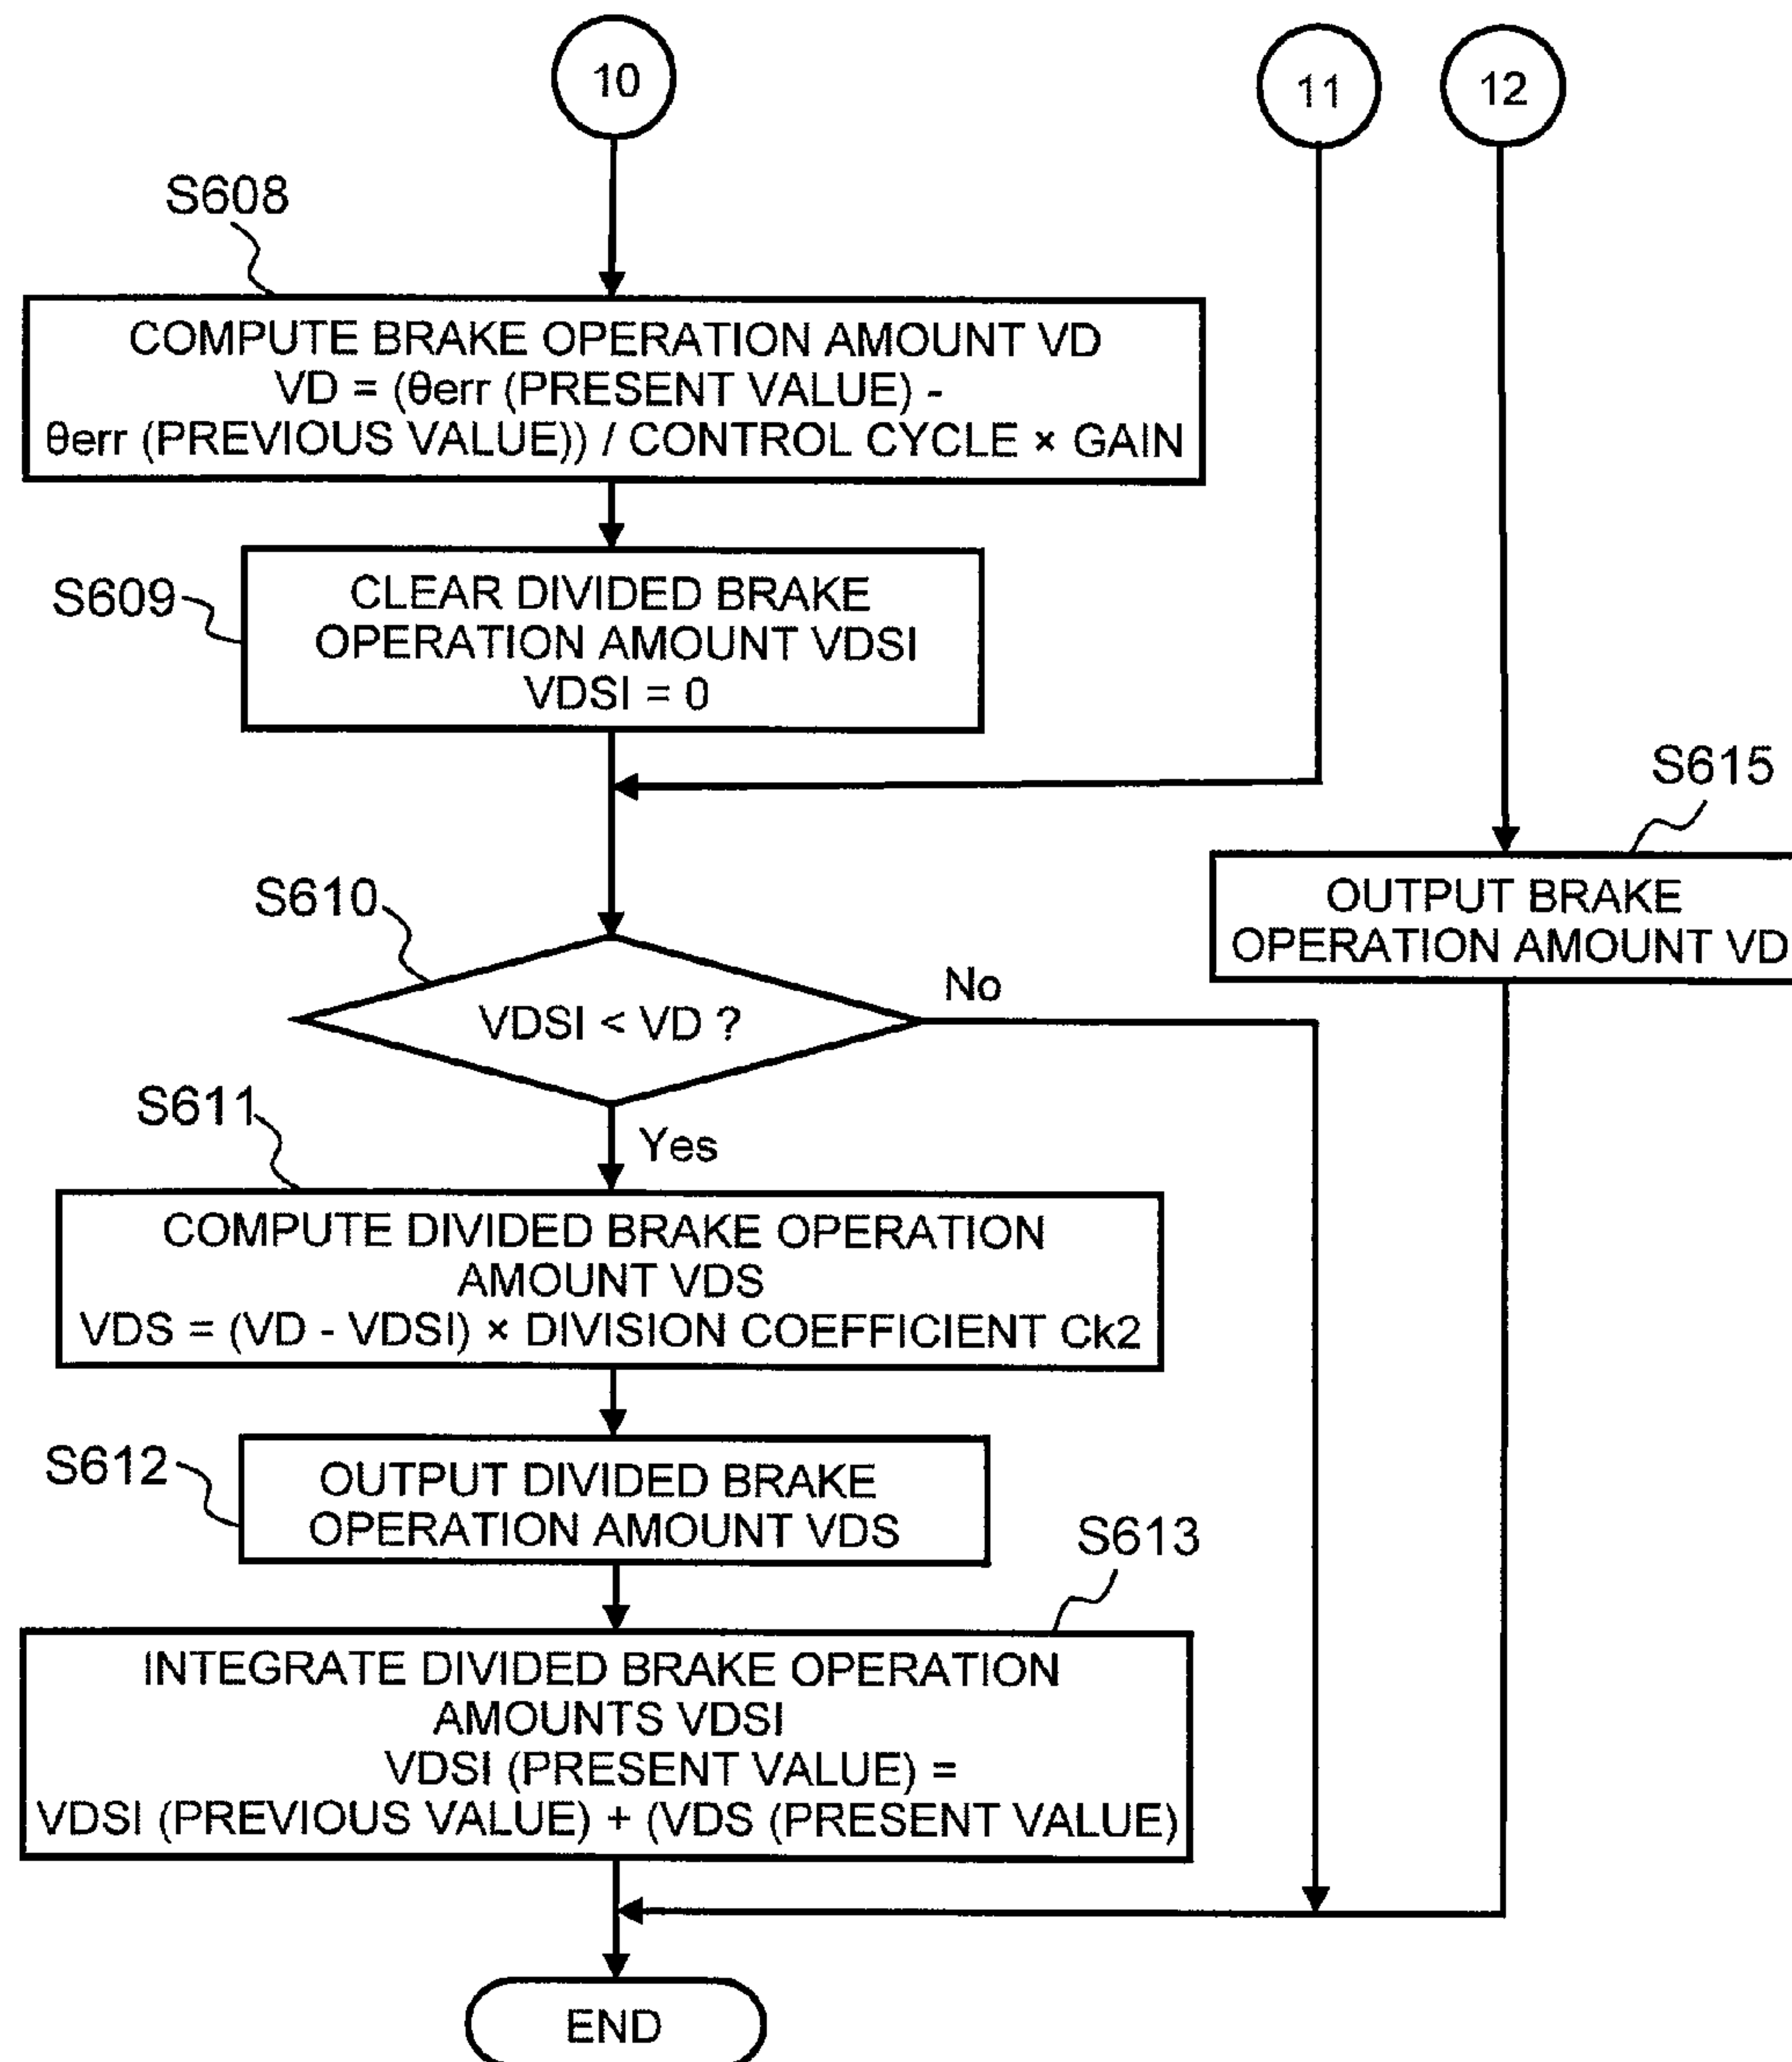 10
11
12
S608
COMPUTE BRAKE OPERATION AMOUNT VD
VD = (θerr (PRESENT VALUE) -
θerr (PREVIOUS VALUE)) / CONTROL CYCLE × GAIN
S609
CLEAR DIVIDED BRAKE
OPERATION AMOUNT VDSI
VDSI = 0
S615
OUTPUT BRAKE
OPERATION AMOUNT VD
S610
VDSI < VD ?
No
Yes
S611
COMPUTE DIVIDED BRAKE OPERATION
AMOUNT VDS
VDS = (VD - VDSI) × DIVISION COEFFICIENT Ck2
S612
OUTPUT DIVIDED BRAKE
OPERATION AMOUNT VDS
S613
INTEGRATE DIVIDED BRAKE OPERATION
AMOUNTS VDSI
VDSI (PRESENT VALUE) =
VDSI (PREVIOUS VALUE) + (VDS (PRESENT VALUE)
END